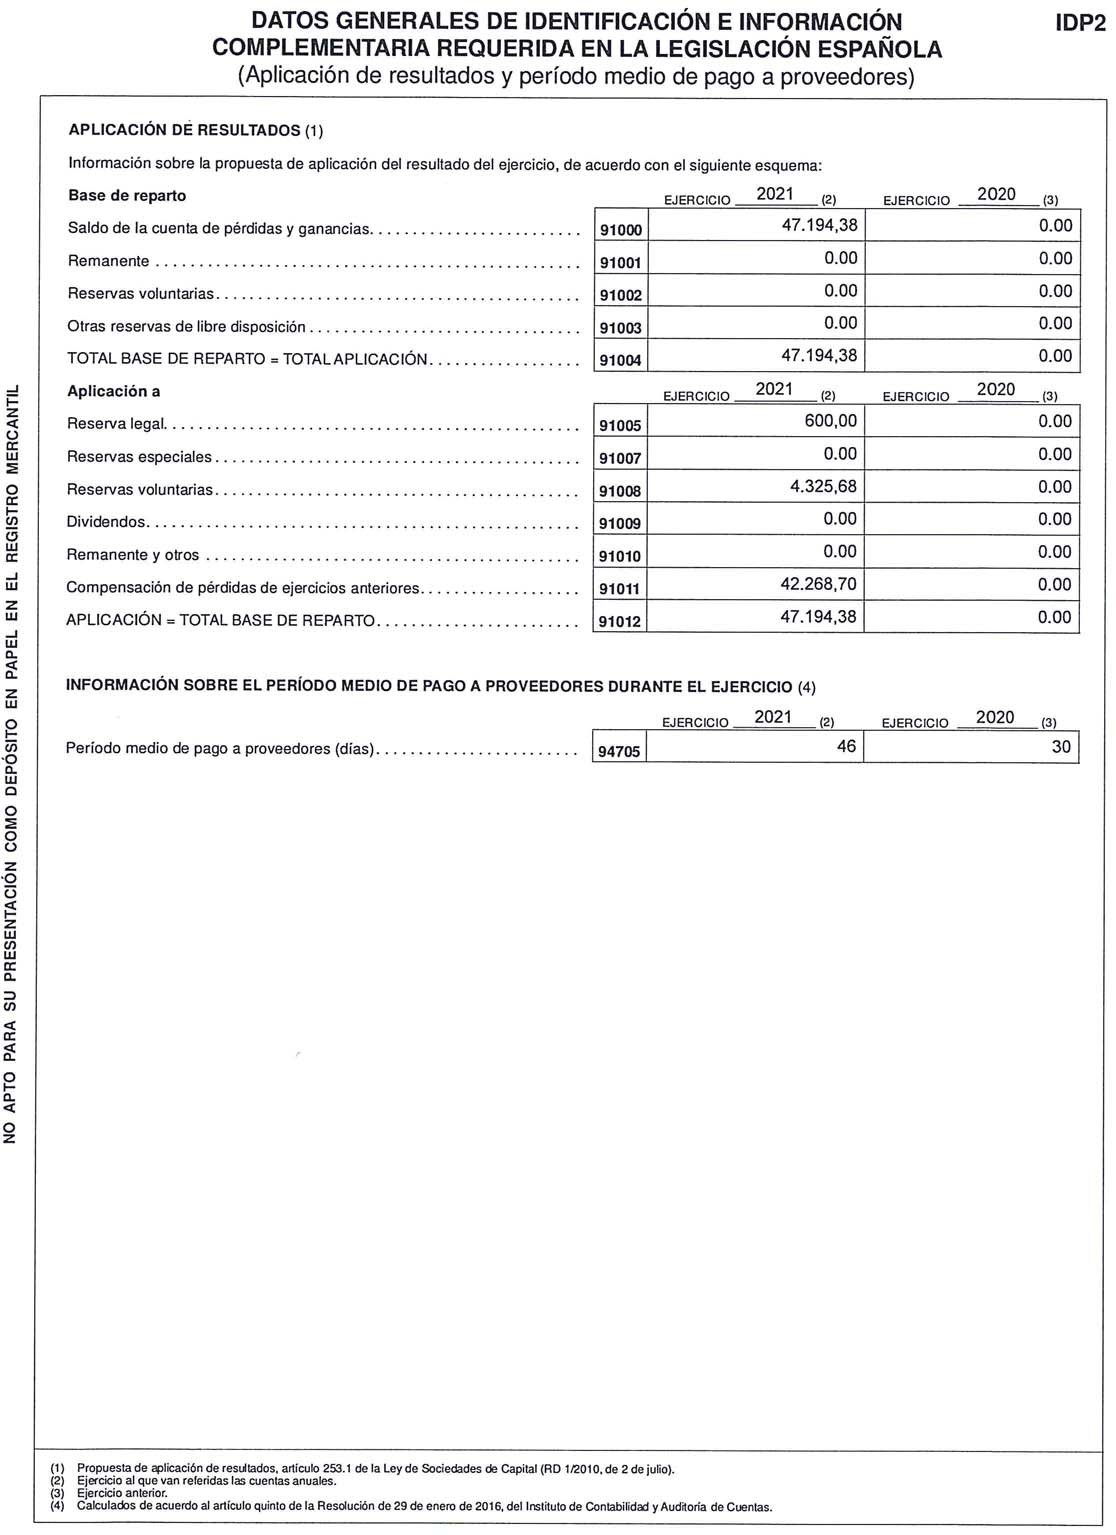 DATOS GENERALES DE IDENTIFICACIÓN E INFORMACIÓN IDP2
COMPLEMENTARIA REQUERIDA EN LA LEGISLACIÓN ESPAÑOLA
(Aplicación de resultados y período medio de pago a proveedores)
APLICACIÓN DE RESULTADOS (1)
Información sobre la propuesta de aplicación del resultado del ejercicio, de acuerdo con el siguiente esquema:
Base de reparto EJERCICIO 2021 (2) EJERCICIO 2020 (3)
Saldo de la cuenta de pérdidas y ganancias. 91000 47.194,38 0.00
Remanente 91001 0.00 0.00
Reservas voluntarias. 91002 0.00 0.00
Otras reservas de libre disposición 91003 0.00 0.00
TOTAL BASE DE REPARTO = TOTAL APLICACIÓN. 91004 47.194,38 0.00
Aplicación a EJERCICIO 2021 (2) EJERCICIO 2020 (3)
Reserva legal. 91005 600,00 0.00
Reservas especiales 91007 0.00 0.00
Reservas voluntarias. 91008 4.325,68 0.00
Dividendos. 91009 0.00 0.00
Remanente y otros 91010 0.00 0.00
Compensación de pérdidas de ejercicios anteriores. 91011 42.268,70 0.00
APLICACIÓN = TOTAL BASE DE REPARTO. 91012 47.194,38 0.00
INFORMACIÓN SOBRE EL PERÍODO MEDIO DE PAGO A PROVEEDORES DURANTE EL EJERCICIO (4)
EJERCICIO 2021 (2) EJERCICIO 2020 (3)
Período medio de pago a proveedores (días). 94705 46 30
NO APTO PARA SU PRESENTACIÓN COMO DEPÓSITO EN PAPEL EN EL REGISTRO MERCANTIL
(1) Propuesta de aplicación de resultados, artículo 253.1 de la Ley de Sociedades de Capital (RD 1/2010, de 2 de julio).
(2) Ejercicio al que van referidas las cuentas anuales.
(3) Ejercicio anterior.
(4) Calculados de acuerdo al artículo quinto de la Resolución de 29 de enero de 2016, del Instituto de Contabilidad y Auditoría de Cuentas.